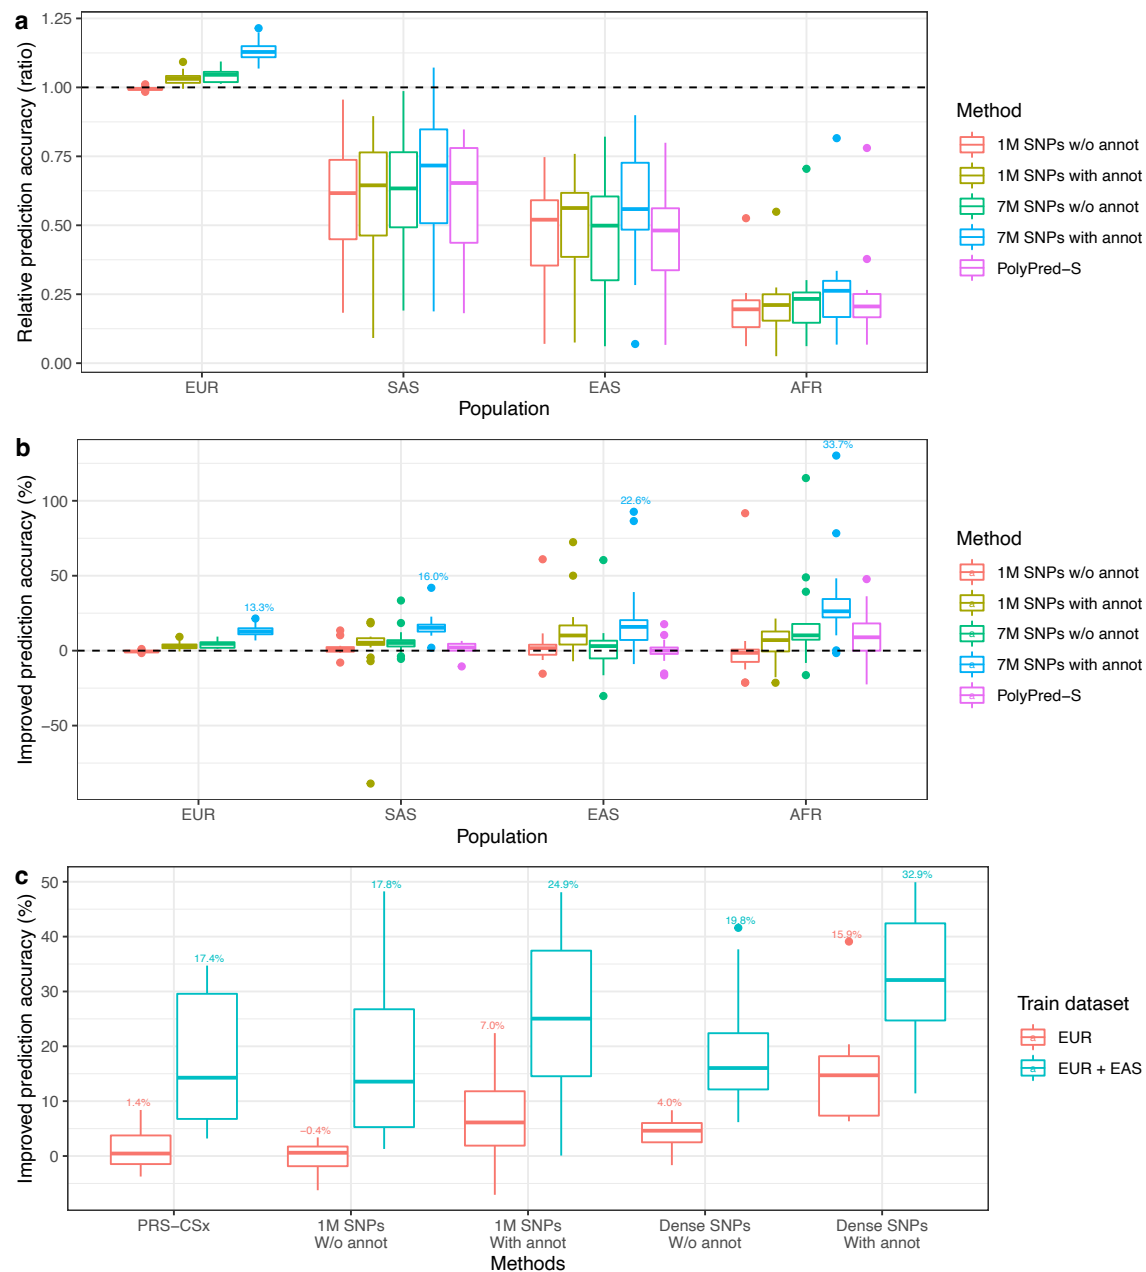 a
Relative prediction accuracy (ratio)
1.25
1.00
0.75
0.50
0.25
0.00
EUR
SAS
EAS
AFR
Population
Method
1M SNPs w/o annot
1M SNPs with annot
7M SNPs w/o annot
7M SNPs with annot
PolyPred−S
b
Improved prediction accuracy (%)
100
50
0
−50
13.3%
16.0%
22.6%
33.7%
EUR
SAS
EAS
AFR
Population
Method
1M SNPs w/o annot
1M SNPs with annot
7M SNPs w/o annot
7M SNPs with annot
PolyPred−S
c
Improved prediction accuracy (%)
50
40
30
20
10
0
1.4%
17.4%
−0.4%
17.8%
7.0%
24.9%
4.0%
19.8%
15.9%
32.9%
PRS−CSx
1M SNPs
W/o annot
1M SNPs
With annot
Dense SNPs
W/o annot
Dense SNPs
With annot
Methods
Train dataset
EUR
EUR + EAS